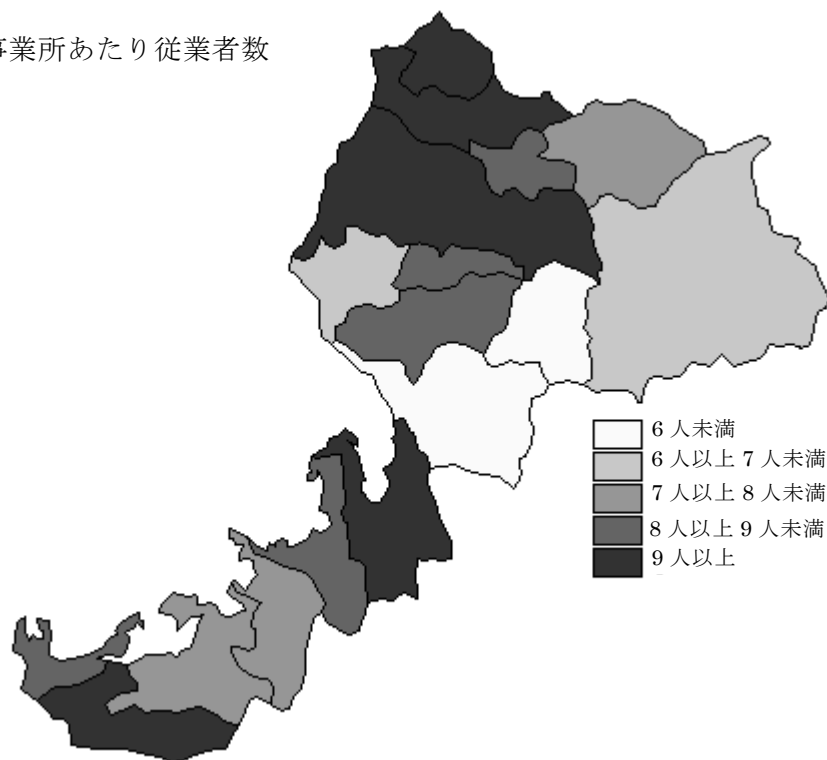 事業所あたり従業者数
6 人未満
6 人以上 7 人未満
7 人以上 8 人未満
8 人以上 9 人未満
9 人以上